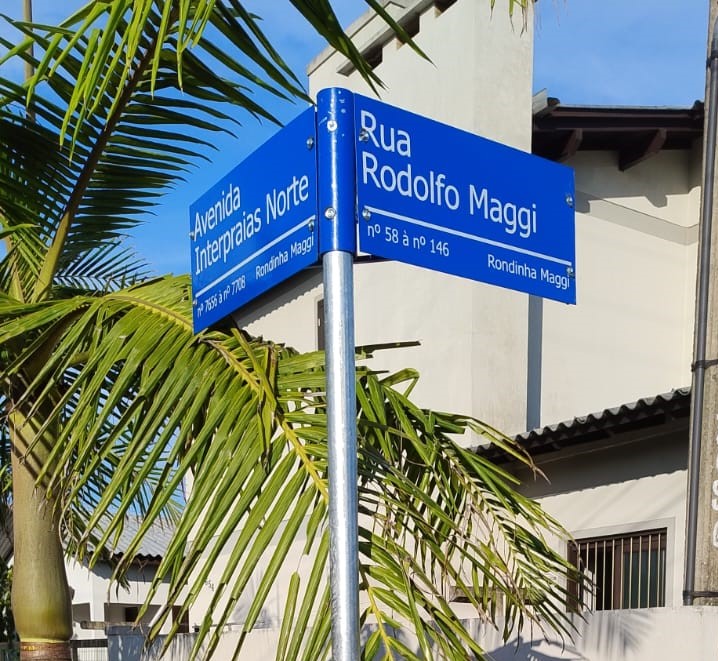 Avenida
Interpraias Norte
nº 7656 à nº 7708
Rondinha Maggi
Rua
Rodolfo Maggi
nº 58 à nº 146
Rondinha Maggi